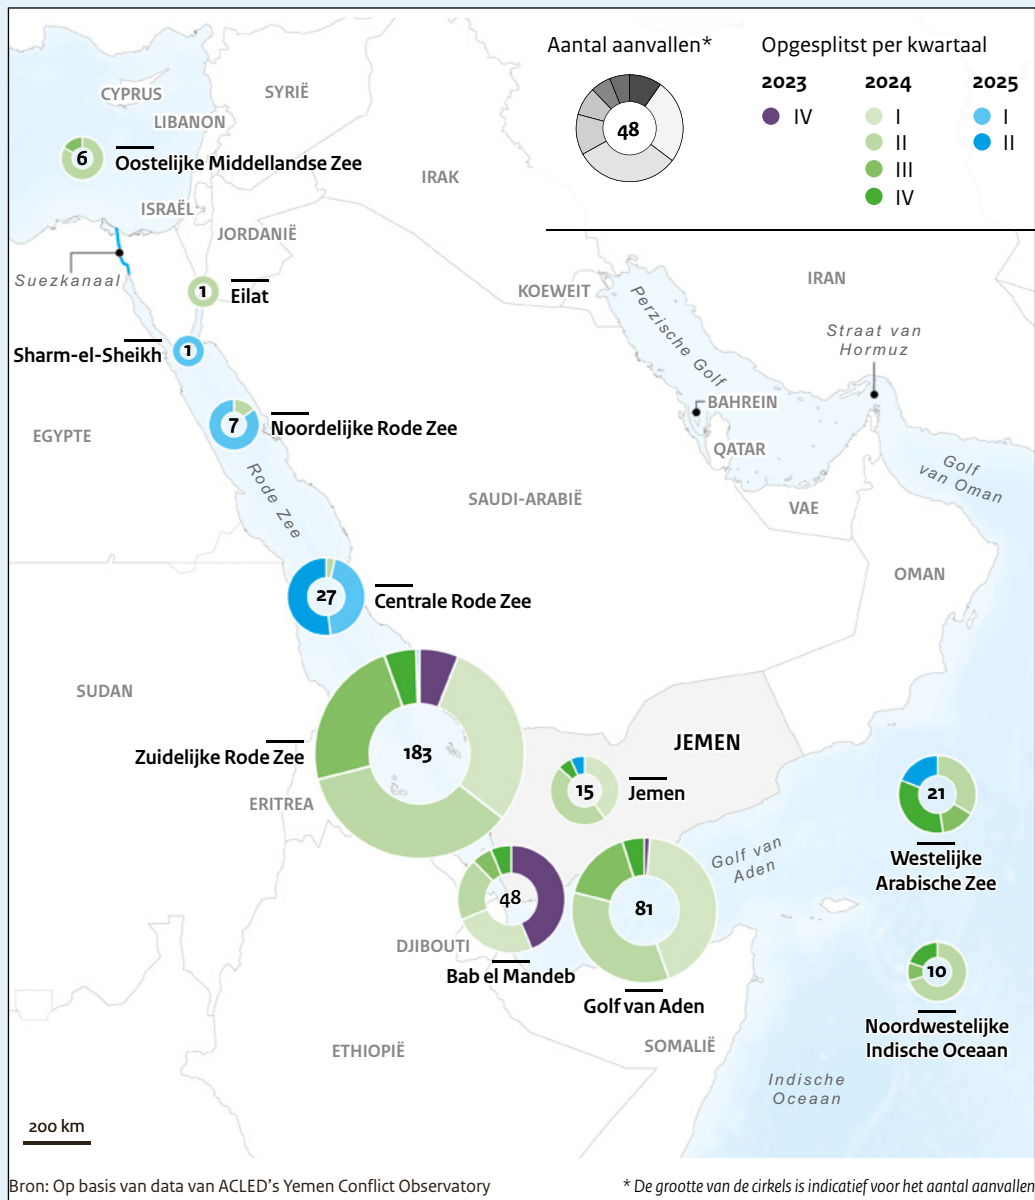 Aantal aanvallen*
48
Opgesplitst per kwartaal
2023
IV
2024
I
II
III
IV
2025
I
II
CYPRUS
SYRIË
LIBANON
6
Oostelijke Middellandse Zee
IRAK
ISRAËL
JORDANIË
Suezkanaal
1
Eilat
KOEWEIT
IRAN
Perzische Golf
Straat van
Hormuz
Sharm-el-Sheikh
1
BAHREIN
7
Noordelijke Rode Zee
EGYPTE
QATAR
Golf
van Oman
Rode Zee
SAUDI-ARABIË
VAE
OMAN
27
Centrale Rode Zee
SUDAN
183
Zuidelijke Rode Zee
JEMEN
ERITREA
15
Jemen
21
Westelijke
Arabische Zee
Golf van
Aden
48
Bab el Mandeb
81
Golf van Aden
DJIBOUTI
10
Noordwestelijke
Indische Oceaan
ETHIOPIË
SOMALIË
Indische
Oceaan
200 km
Bron: Op basis van data van ACLED's Yemen Conflict Observatory
* De grootte van de cirkels is indicatief voor het aantal aanvallen